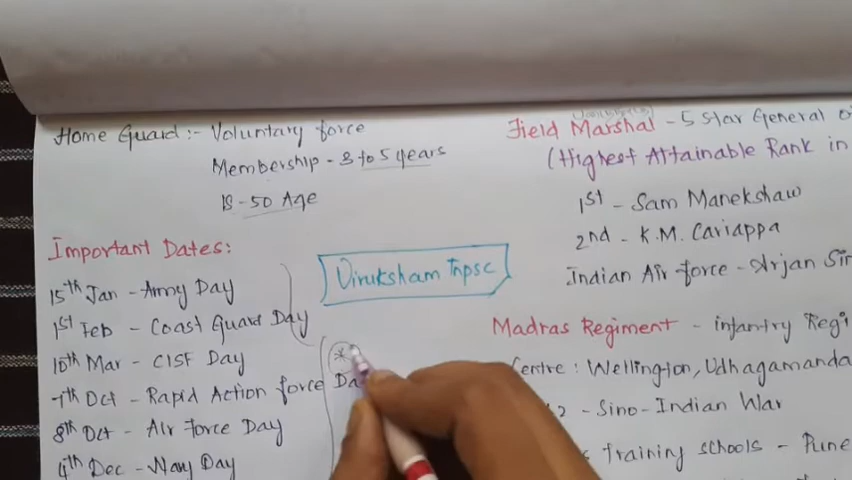 Home Guard:- Voluntary force
Membership - 3 to 5 years
18-50 Age
Important Dates:
15th Jan - Army Day
1st Feb - Coast Guard Day
10th Mar - CISF Day
7th Oct - Rapid Action force Da
8th Oct - Air force Day
4th Dec - Navy Day
Viruksham Tnpsc
*
Field Marshal - 5 Star General
(Highest Attainable Rank in
1st - Sam Manekshaw
2nd - K.M. Cariappa
Indian Air force - Arjan
Madras Regiment - infantry Regi
Centre: Wellington, Udhagamanda
2 - Sino-Indian War
Training schools - Pune